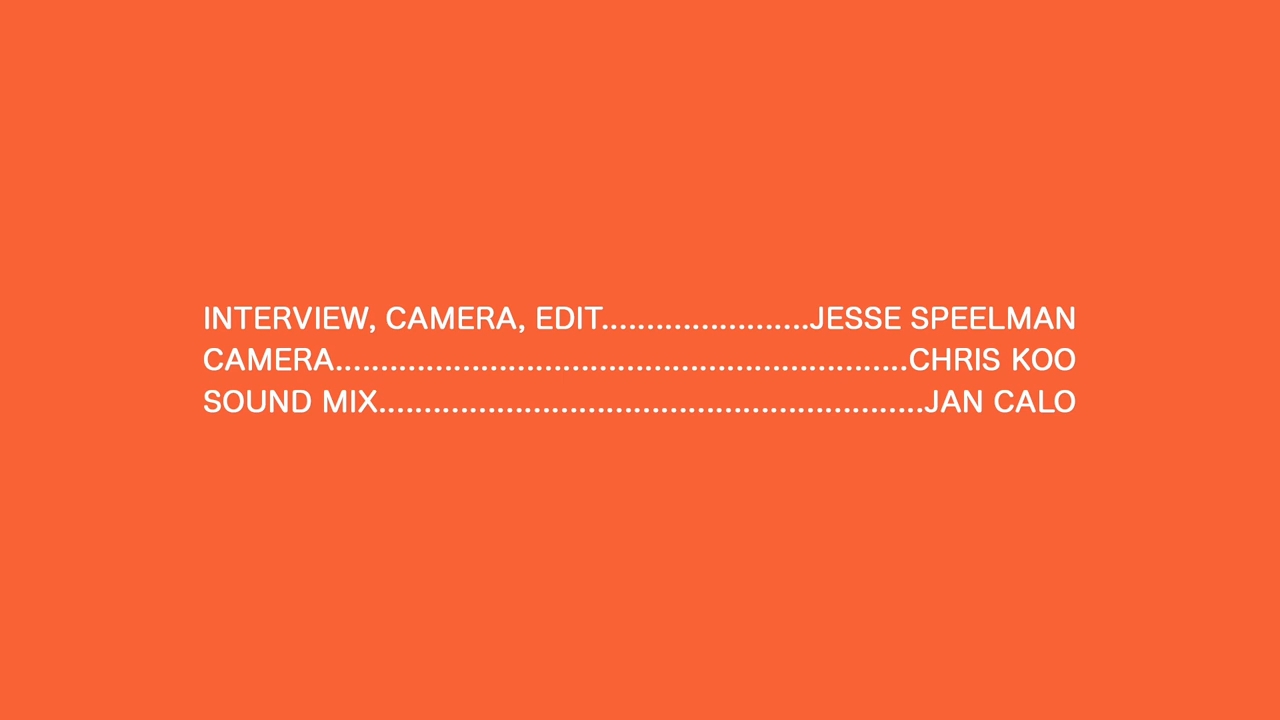 INTERVIEW, CAMERA, EDIT.......................JESSE SPEELMAN
CAMERA...............................................................CHRIS KOO
SOUND MIX............................................................JAN CALO